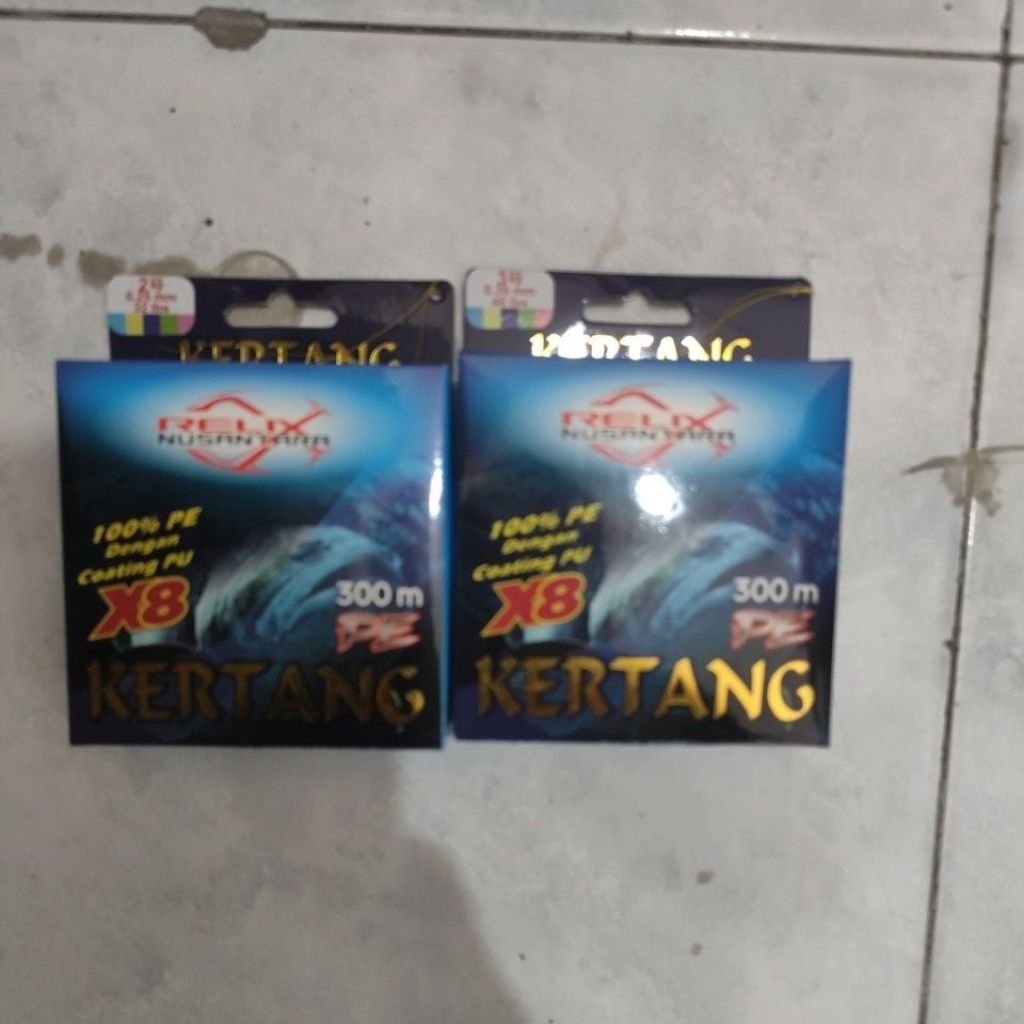 KERTANG
RELIX
NUSANTARA
100% PE
Dengan
Coating PU
X8
300 m
PE
KERTANG
KERTANG
RELIX
NUSANTARA
100% PE
Dengan
Coating PU
X8
300 m
PE
KERTANG